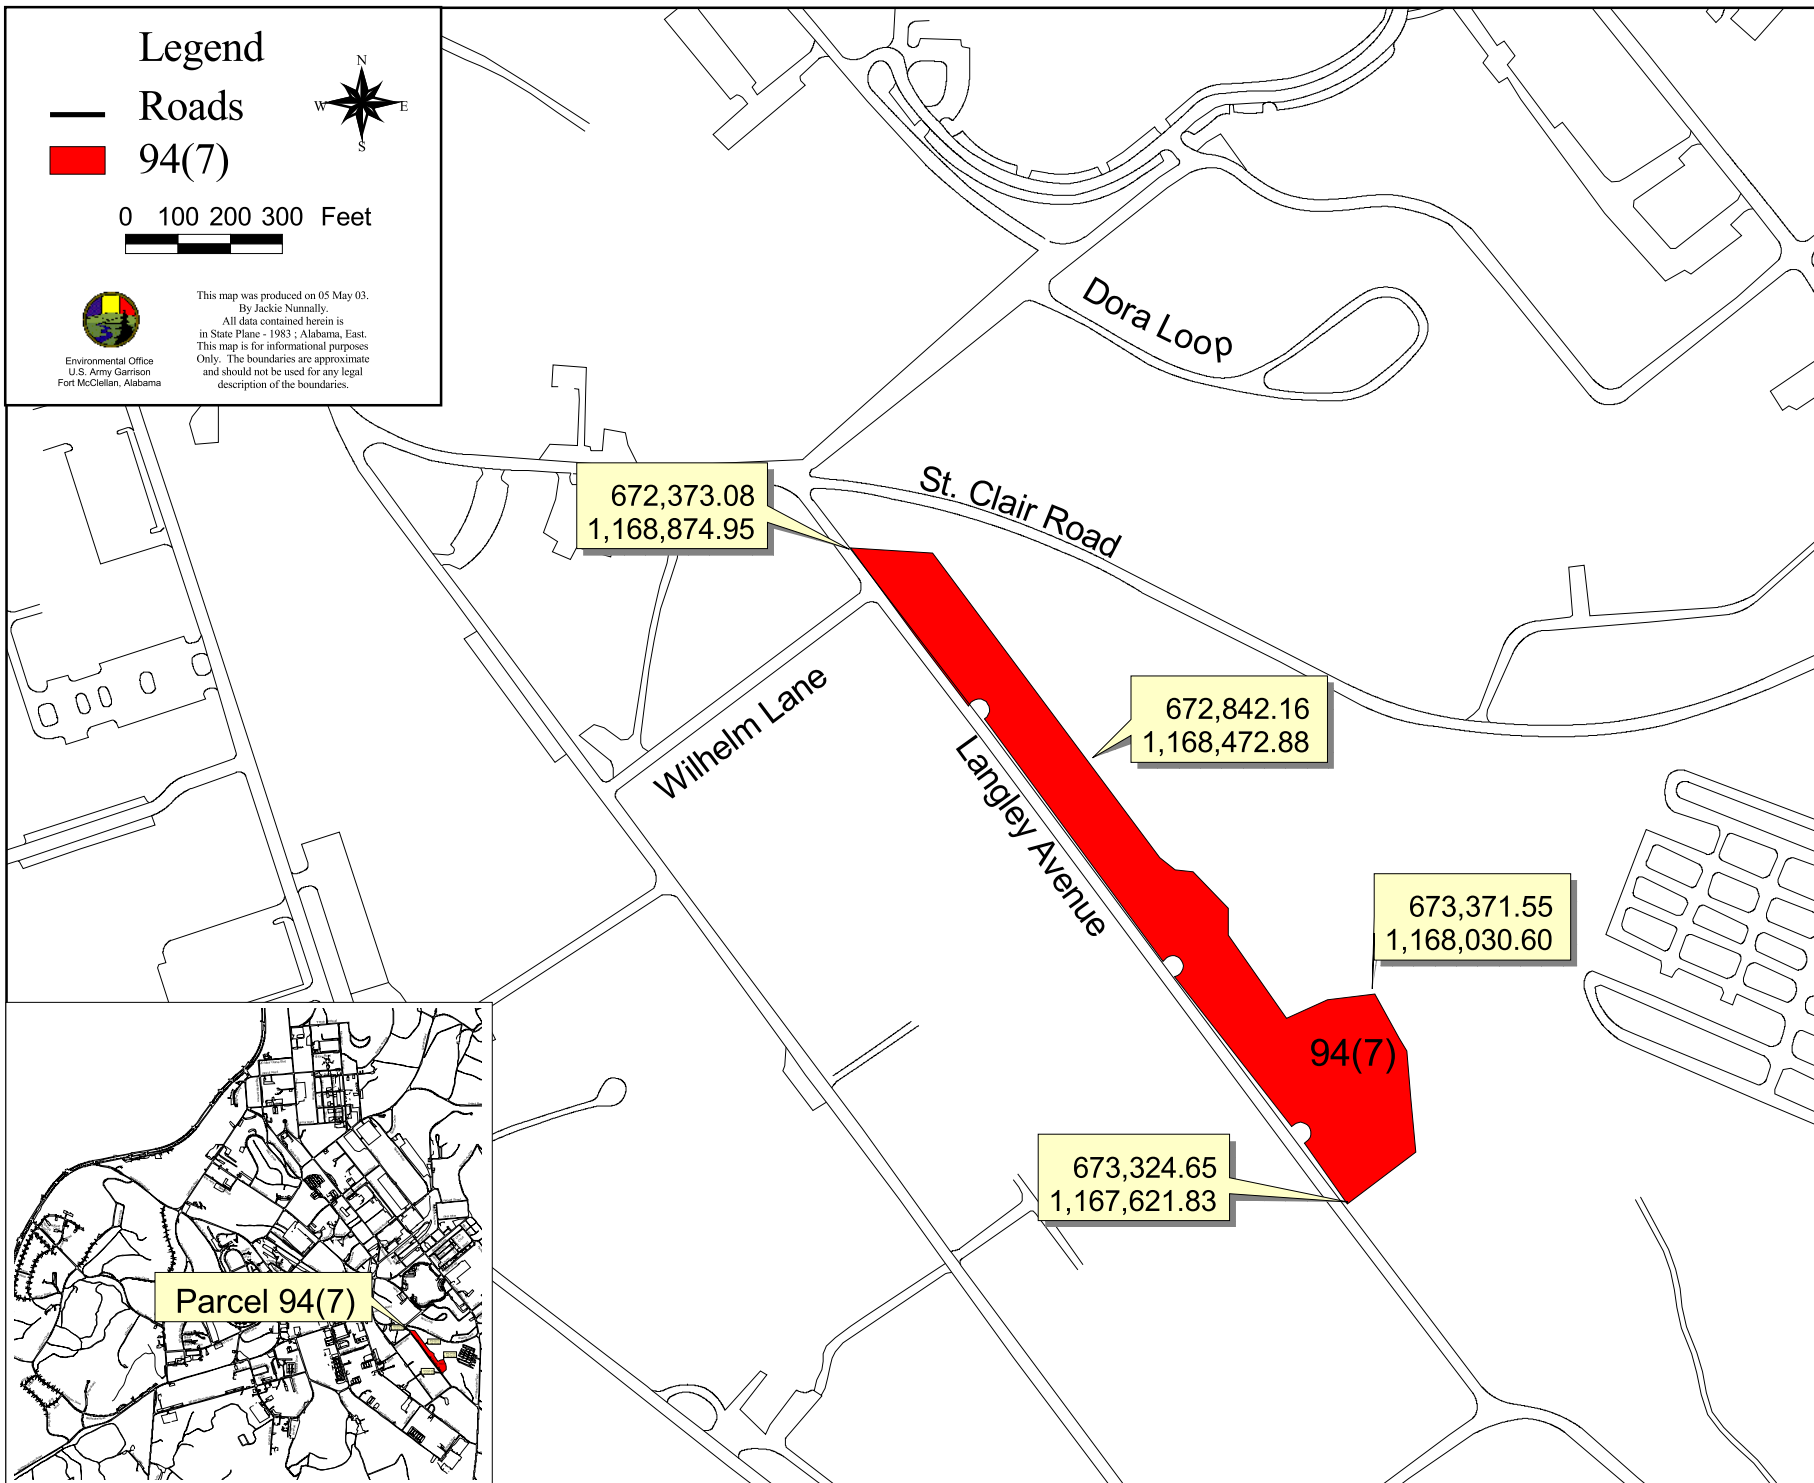 Legend
N
W E
S
Roads
94(7)
0 100 200 300 Feet
This map was produced on 05 May 03.
By Jackie Nunnally.
All data contained herein is
in State Plane - 1983 ; Alabama, East.
This map is for informational purposes
Only. The boundaries are approximate
and should not be used for any legal
description of the boundaries.
Environmental Office
U.S. Army Garrison
Fort McClellan, Alabama
Dora Loop
St. Clair Road
672,373.08
1,168,874.95
Wilhelm Lane
672,842.16
1,168,472.88
Langley Avenue
673,371.55
1,168,030.60
94(7)
673,324.65
1,167,621.83
Parcel 94(7)